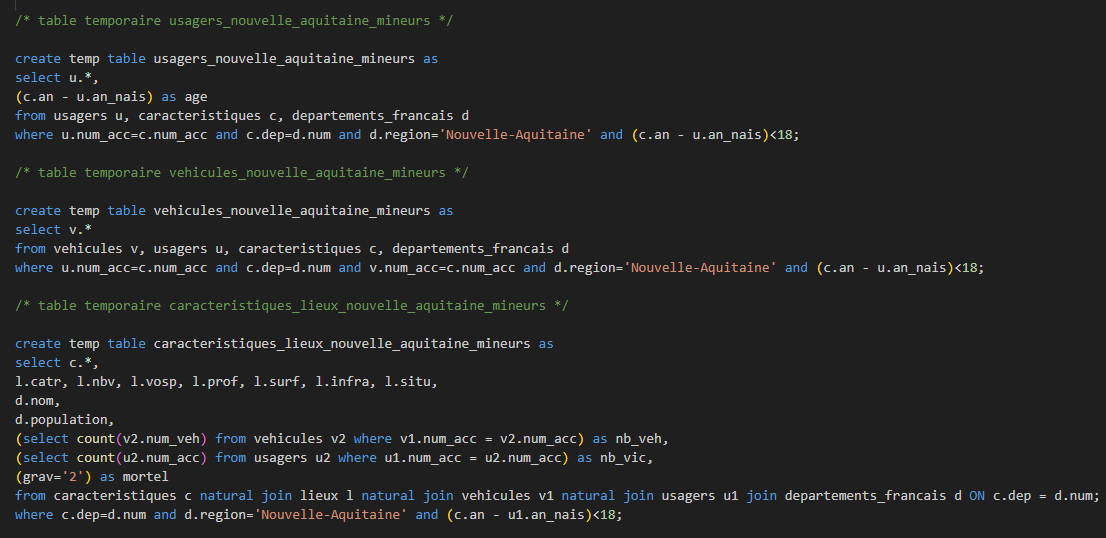 /* table temporaire usagers_nouvelle_aquitaine_mineurs */
create temp table usagers_nouvelle_aquitaine_mineurs as
select u.*,
(c.an - u.an_nais) as age
from usagers u, caracteristiques c, departements_francais d
where u.num_acc=c.num_acc and c.dep=d.num and d.region='Nouvelle-Aquitaine' and (c.an - u.an_nais)<18;
/* table temporaire vehicules_nouvelle_aquitaine_mineurs */
create temp table vehicules_nouvelle_aquitaine_mineurs as
select v.*
from vehicules v, usagers u, caracteristiques c, departements_francais d
where u.num_acc=c.num_acc and c.dep=d.num and v.num_acc=c.num_acc and d.region='Nouvelle-Aquitaine' and (c.an - u.an_nais)<18;
/* table temporaire caracteristiques_lieux_nouvelle_aquitaine_mineurs */
create temp table caracteristiques_lieux_nouvelle_aquitaine_mineurs as
select c.*,
l.catr, l.nbv, l.vosp, l.prof, l.surf, l.infra, l.situ,
d.nom,
d.population,
(select count(v2.num_veh) from vehicules v2 where v1.num_acc = v2.num_acc) as nb_veh,
(select count(u2.num_acc) from usagers u2 where u1.num_acc = u2.num_acc) as nb_vic,
(grav='2') as mortel
from caracteristiques c natural join lieux l natural join vehicules v1 natural join usagers u1 join departements_francais d ON c.dep = d.num;
where c.dep=d.num and d.region='Nouvelle-Aquitaine' and (c.an - u1.an_nais)<18;